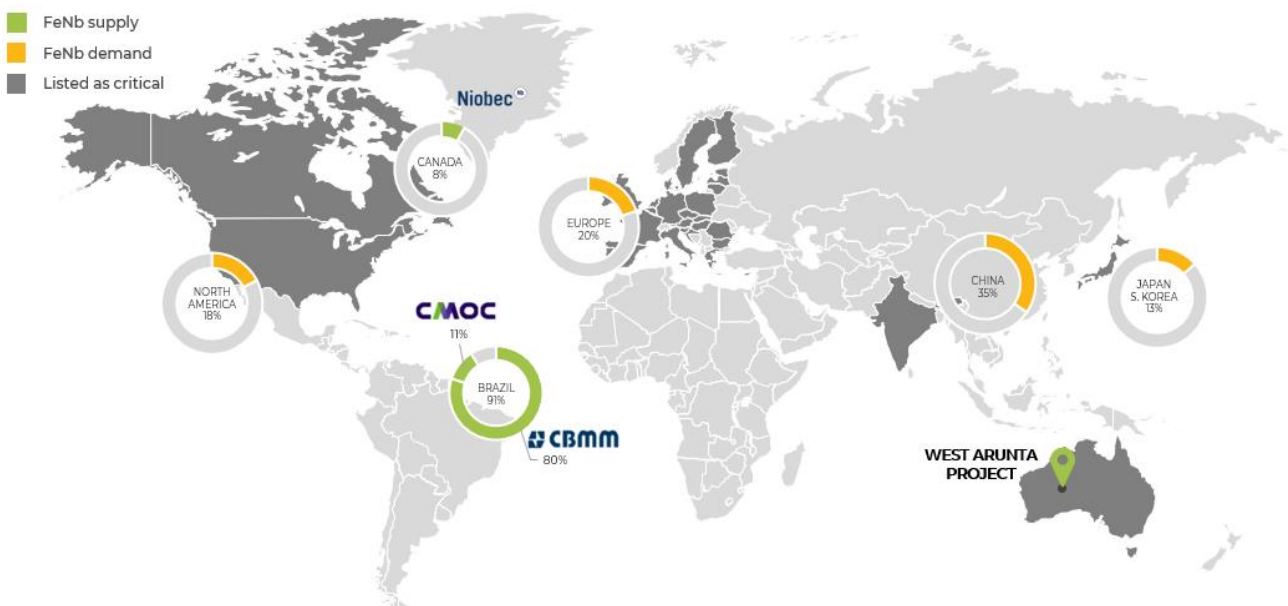 FeNb supply
FeNb demand
Listed as critical
Niobec
CANADA
8%
EUROPE
20%
NORTH
AMERICA
18%
CHINA
35%
JAPAN
S. KOREA
13%
CMOC
11%
BRAZIL
91%
CBMM
80%
WEST ARUNTA
PROJECT